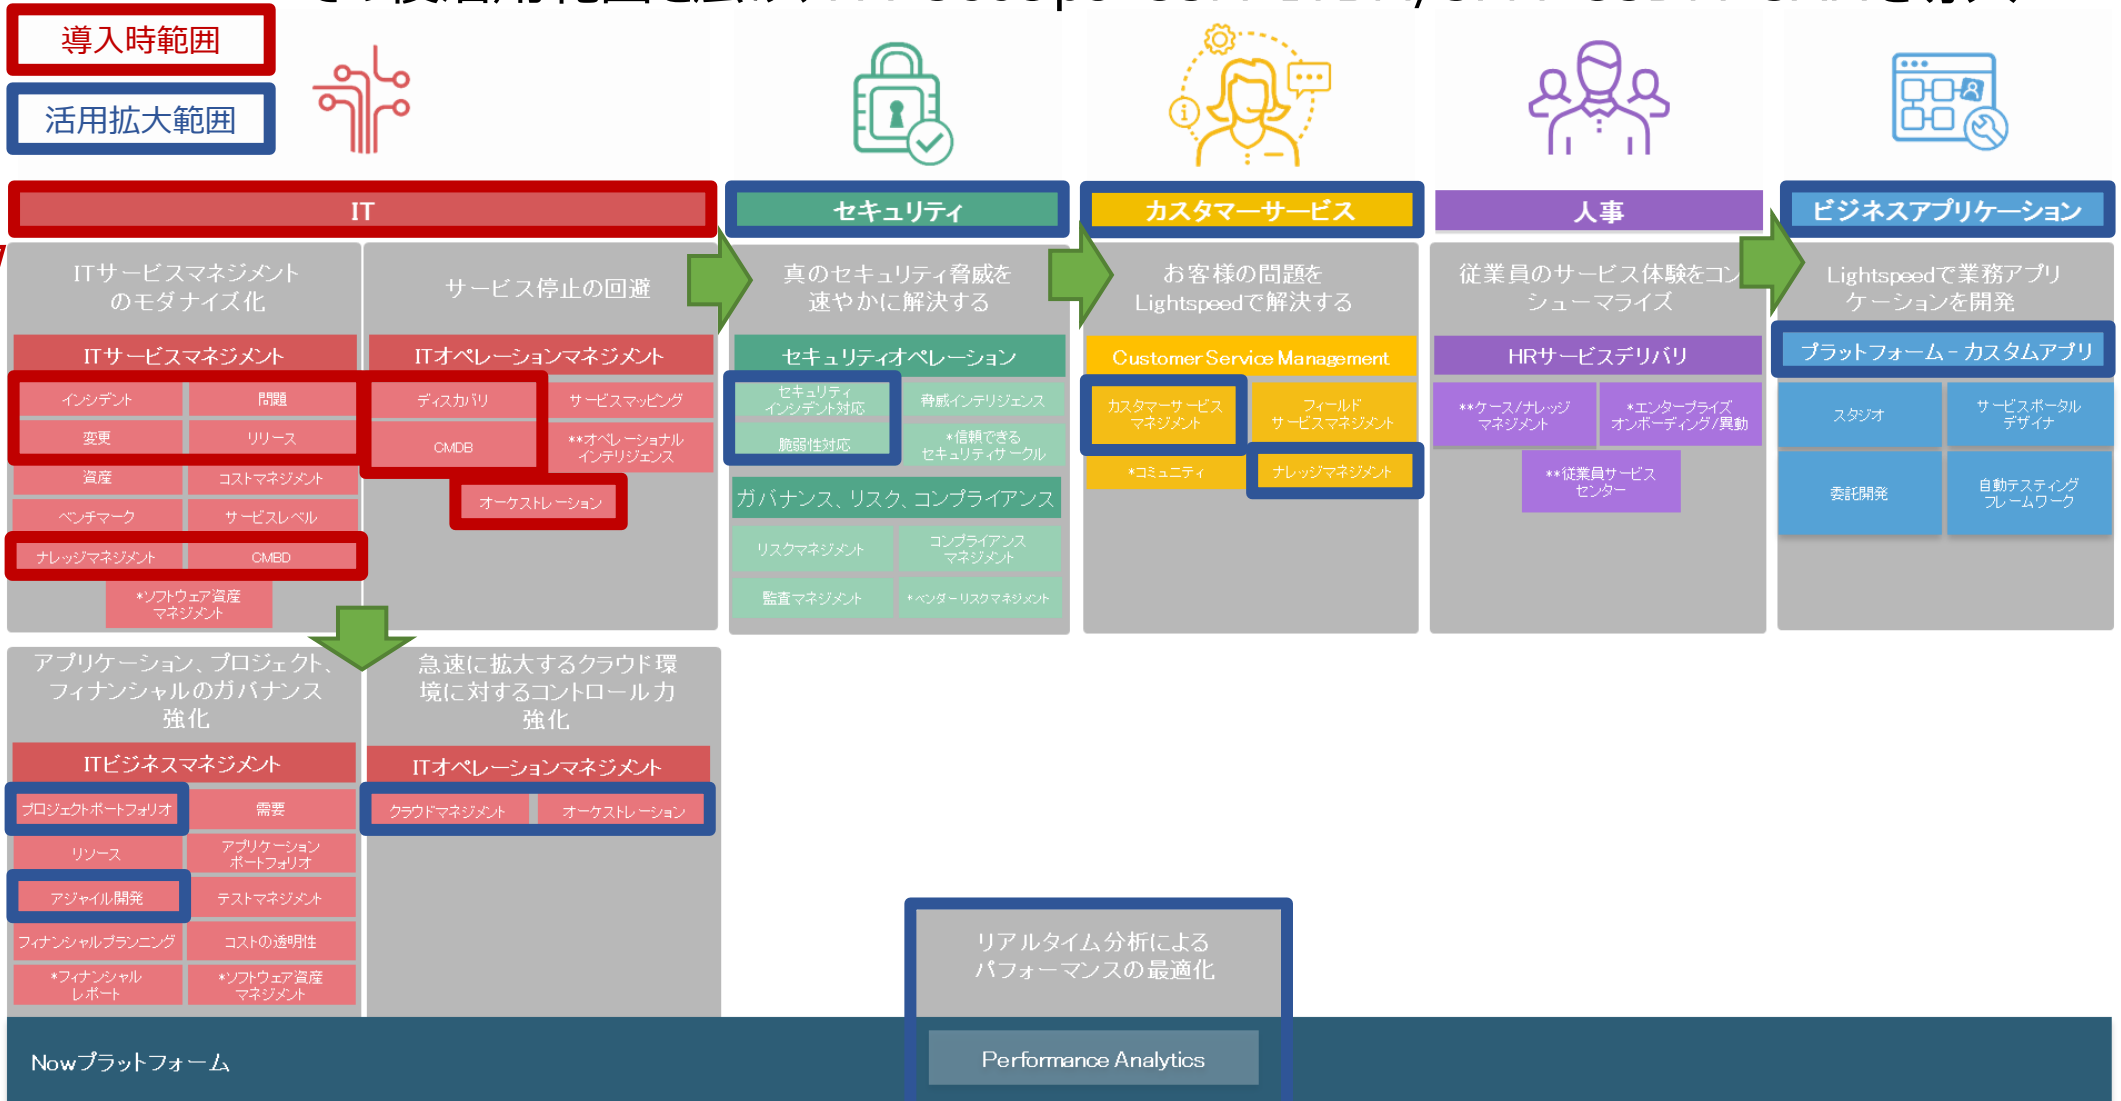 導入時範囲
活用拡大範囲
IT
セキュリティ
カスタマーサービス
人事
ビジネスアプリケーション
ITサービスマネジメント
のモダナイズ化
サービス停止の回避
真のセキュリティ脅威を
速やかに解決する
お客様の問題を
Lightspeedで解決する
従業員のサービス体験をコン
シューマライズ
Lightspeedで業務アプリ
ケーションを開発
ITサービスマネジメント
インシデント
問題
変更
リリース
資産
コストマネジメント
ベンチマーク
サービスレベル
ナレッジマネジメント
CMBD
*ソフトウェア資産
マネジメント
ITオペレーションマネジメント
ディスカバリ
サービスマッピング
CMDB
**オペレーショナル
インテリジェンス
オーケストレーション
セキュリティオペレーション
セキュリティ
インシデント対応
脅威インテリジェンス
脆弱性対応
*信頼できる
セキュリティサークル
ガバナンス、リスク、コンプライアンス
リスクマネジメント
コンプライアンス
マネジメント
監査マネジメント
*ベンダーリスクマネジメント
Customer Service Management
カスタマーサービス
マネジメント
フィールド
サービスマネジメント
*コミュニティ
ナレッジマネジメント
HRサービスデリバリ
**ケース/ナレッジ
マネジメント
*エンタープライズ
オンボーディング/異動
**従業員サービス
センター
プラットフォーム - カスタムアプリ
スタジオ
サービスポータル
デザイナ
委託開発
自動テスティング
フレームワーク
アプリケーション、プロジェクト、
フィナンシャルのガバナンス
強化
ITビジネスマネジメント
プロジェクトポートフォリオ
需要
リソース
アプリケーション
ポートフォリオ
アジャイル開発
テストマネジメント
フィナンシャルプランニング
コストの透明性
*フィナンシャル
レポート
*ソフトウェア資産
マネジメント
急速に拡大するクラウド環
境に対するコントロール力
強化
ITオペレーションマネジメント
クラウドマネジメント
オーケストレーション
リアルタイム分析による
パフォーマンスの最適化
Nowプラットフォーム
Performance Analytics